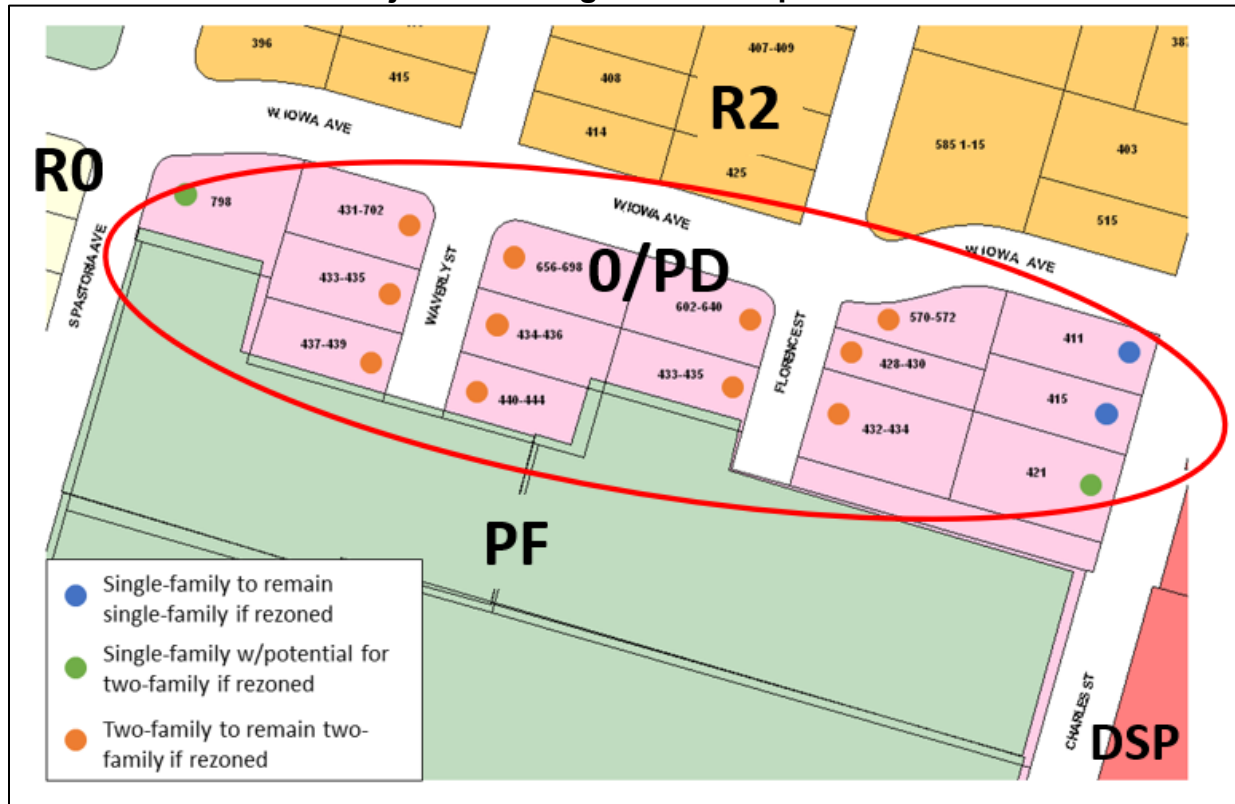 396
415
407-409
408
R2
414
425
585 1-15
403
515
W. IOWA AVE
R0
S PASTORIA AVE
798
431-702
433-435
437-439
WAVERLY ST
W IOWA AVE
0/PD
656-698
602-640
434-436
433-435
440-444
FLORENCE ST
W IOWA AVE
570-572
411
428-430
415
432-434
421
PF
CHARLES ST
DSP
Single-family to remain
single-family if rezoned
Single-family w/potential for
two-family if rezoned
Two-family to remain two-
family if rezoned